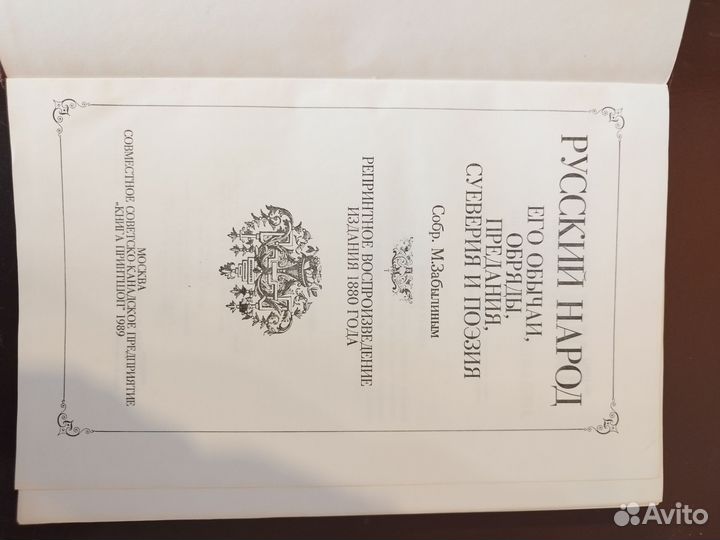 РУССКИЙ НАРОД
ЕГО ОБЫЧАИ,
ОБРЯДЫ,
ПРЕДАНИЯ,
СУЕВЕРИЯ И ПОЭЗИЯ
Собр. М.Забылиным
РЕПРИНТНОЕ ВОСПРОИЗВЕДЕНИЕ
ИЗДАНИЯ 1880 ГОДА
МОСКВА
СОВМЕСТНОЕ СОВЕТСКО-КАНАДСКОЕ ПРЕДПРИЯТИЕ
„КНИГА ПРИНТШОП" 1989
Avito